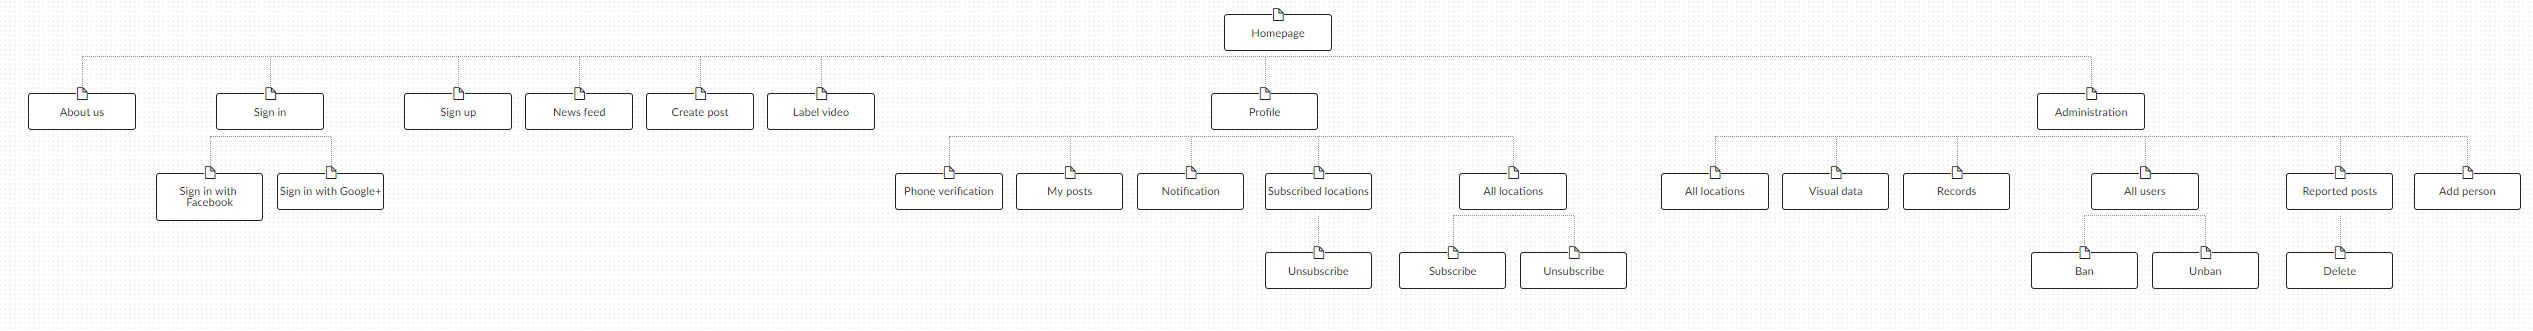 Homepage
About us
Sign in
Sign up
News feed
Create post
Label video
Profile
Administration
Sign in with
Facebook
Sign in with Google+
Phone verification
My posts
Notification
Subscribed locations
All locations
All locations
Visual data
Records
All users
Reported posts
Add person
Unsubscribe
Subscribe
Unsubscribe
Ban
Unban
Delete